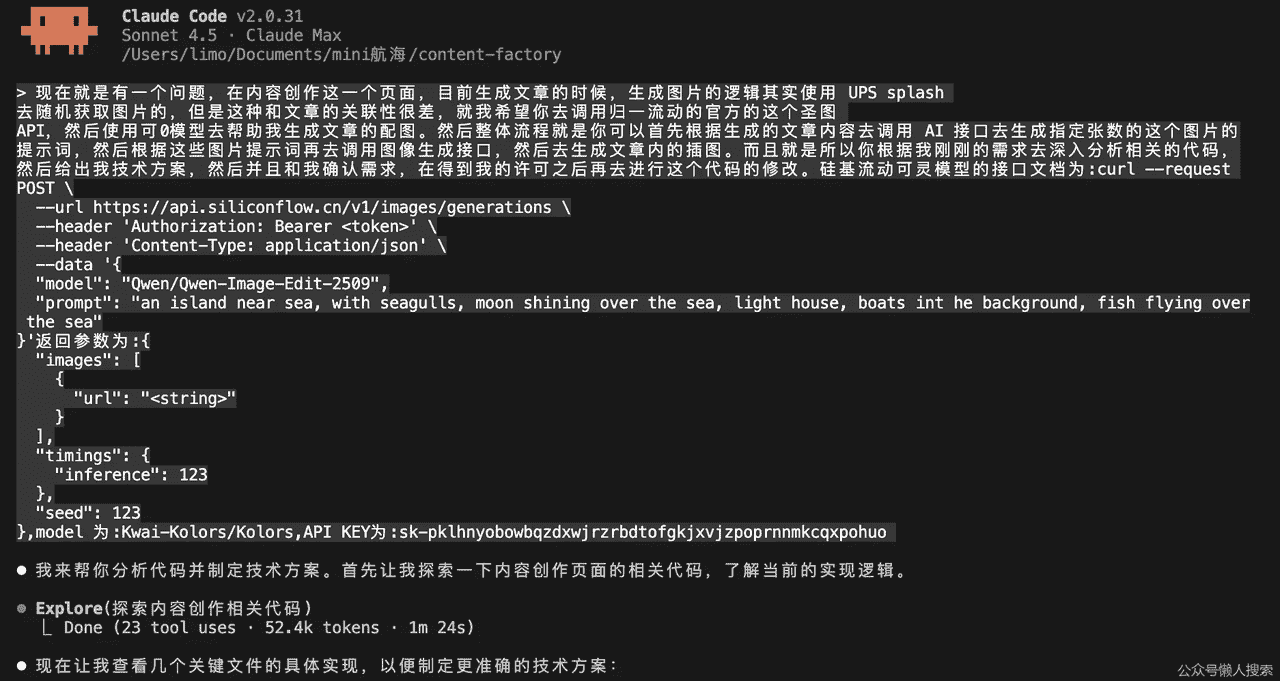 Claude Code v2.0.31
Sonnet 4.5 · Claude Max
/Users/limo/Documents/mini航海/content-factory
> 现在就是有一个问题，在内容创作这一个页面，目前生成文章的时候，生成图片的逻辑其实使用 UPS splash
去随机获取图片的，但是这种和文章的关联性很差，就我希望你去调用归一流动的官方的这个圣图
API，然后使用可0模型去帮助我生成文章的配图。然后整体流程就是你可以首先根据生成的文章内容去调用 AI 接口去生成指定张数的这个图片的
提示词，然后根据这些图片提示词再去调用图像生成接口，然后去生成文章内的插图。而且就是所以你根据我刚刚的需求去深入分析相关的代码，
然后给出我技术方案，然后并且和我确认需求，在得到我的许可之后再去进行这个代码的修改。硅基流动可灵模型的接口文档为:curl --request
POST \
--url https://api.siliconflow.cn/v1/images/generations \
--header 'Authorization: Bearer <token>' \
--header 'Content-Type: application/json' \
--data '{
"model": "Qwen/Qwen-Image-Edit-2509",
"prompt": "an island near sea, with seagulls, moon shining over the sea, light house, boats int he background, fish flying over
the sea"
}'返回参数为:{
"images": [
{
"url": "<string>"
}
],
"timings": {
"inference": 123
},
"seed": 123
},model 为:Kwai-Kolors/Kolors,API KEY为:sk-pklhnyobowbqzdxwjrzrbdtofgkjxvjzpoprnnmkcqxpohuo
● 我来帮你分析代码并制定技术方案。首先让我探索一下内容创作页面的相关代码，了解当前的实现逻辑。
● Explore(探索内容创作相关代码)
⎿ Done (23 tool uses · 52.4k tokens · 1m 24s)
● 现在让我查看几个关键文件的具体实现，以便制定更准确的技术方案：
公众号懒人搜索